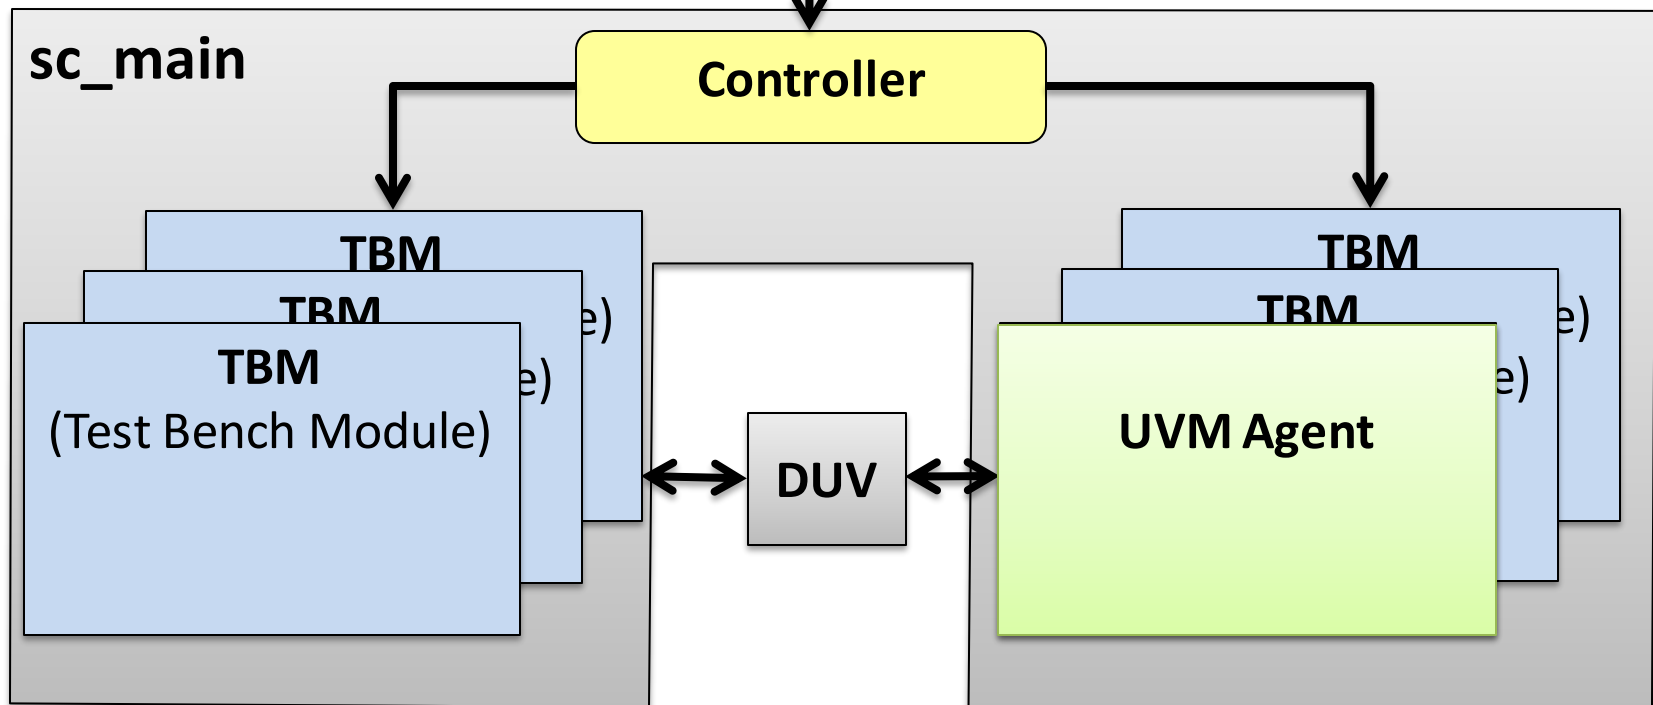 sc_main
Controller
TBM
TBM
e)
TBM
e)
(Test Bench Module)
DUV
TBM
e)
TBM
e)
UVM Agent